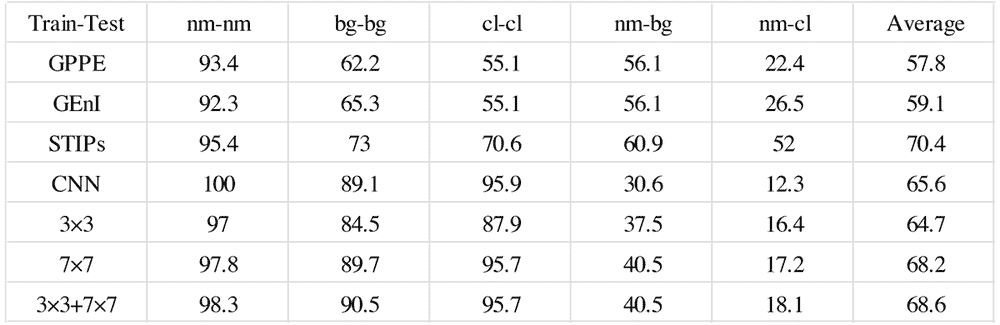 Train-Test nm-nm bg-bg cl-cl nm-bg nm-cl Average
GPPE 93.4 62.2 55.1 56.1 22.4 57.8
GEnI 92.3 65.3 55.1 56.1 26.5 59.1
STIPs 95.4 73 70.6 60.9 52 70.4
CNN 100 89.1 95.9 30.6 12.3 65.6
3×3 97 84.5 87.9 37.5 16.4 64.7
7×7 97.8 89.7 95.7 40.5 17.2 68.2
3×3+7×7 98.3 90.5 95.7 40.5 18.1 68.6